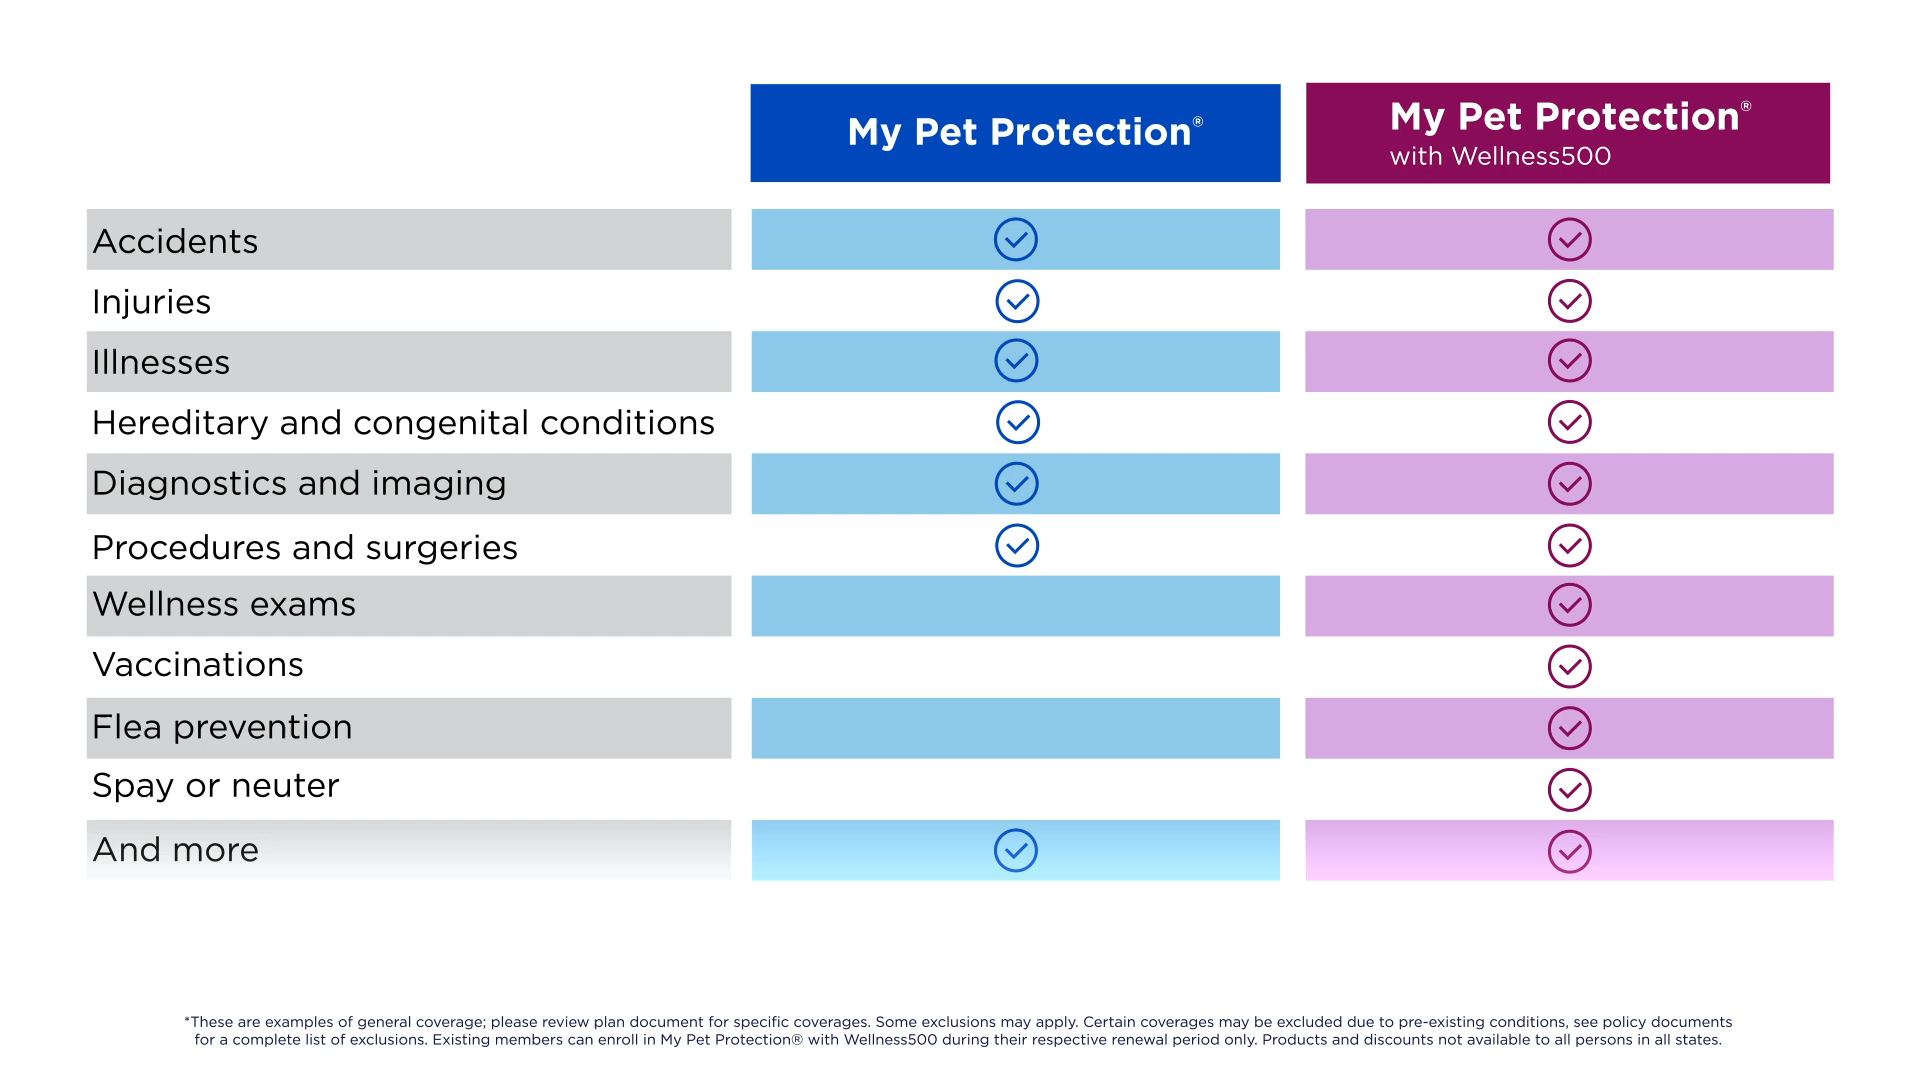 My Pet Protection®
My Pet Protection®
with Wellness500
Accidents
Injuries
Illnesses
Hereditary and congenital conditions
Diagnostics and imaging
Procedures and surgeries
Wellness exams
Vaccinations
Flea prevention
Spay or neuter
And more
*These are examples of general coverage; please review plan document for specific coverages. Some exclusions may apply. Certain coverages may be excluded due to pre-existing conditions, see policy documents
for a complete list of exclusions. Existing members can enroll in My Pet Protection® with Wellness500 during their respective renewal period only. Products and discounts not available to all persons in all states.